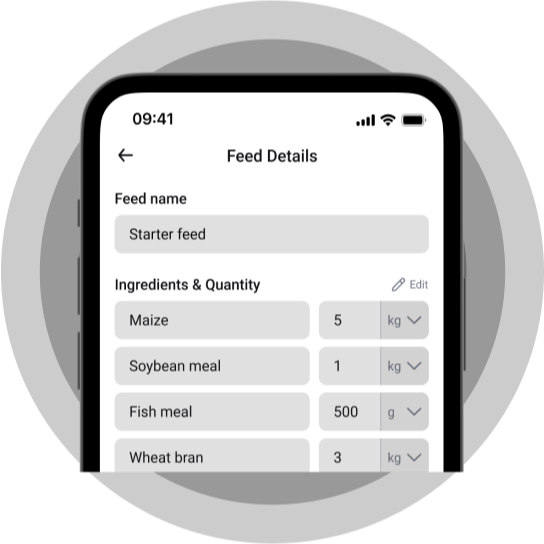 09:41
Feed Details
Feed name
Starter feed
Ingredients & Quantity Edit
Maize 5 kg
Soybean meal 1 kg
Fish meal 500 g
Wheat bran 3 kg